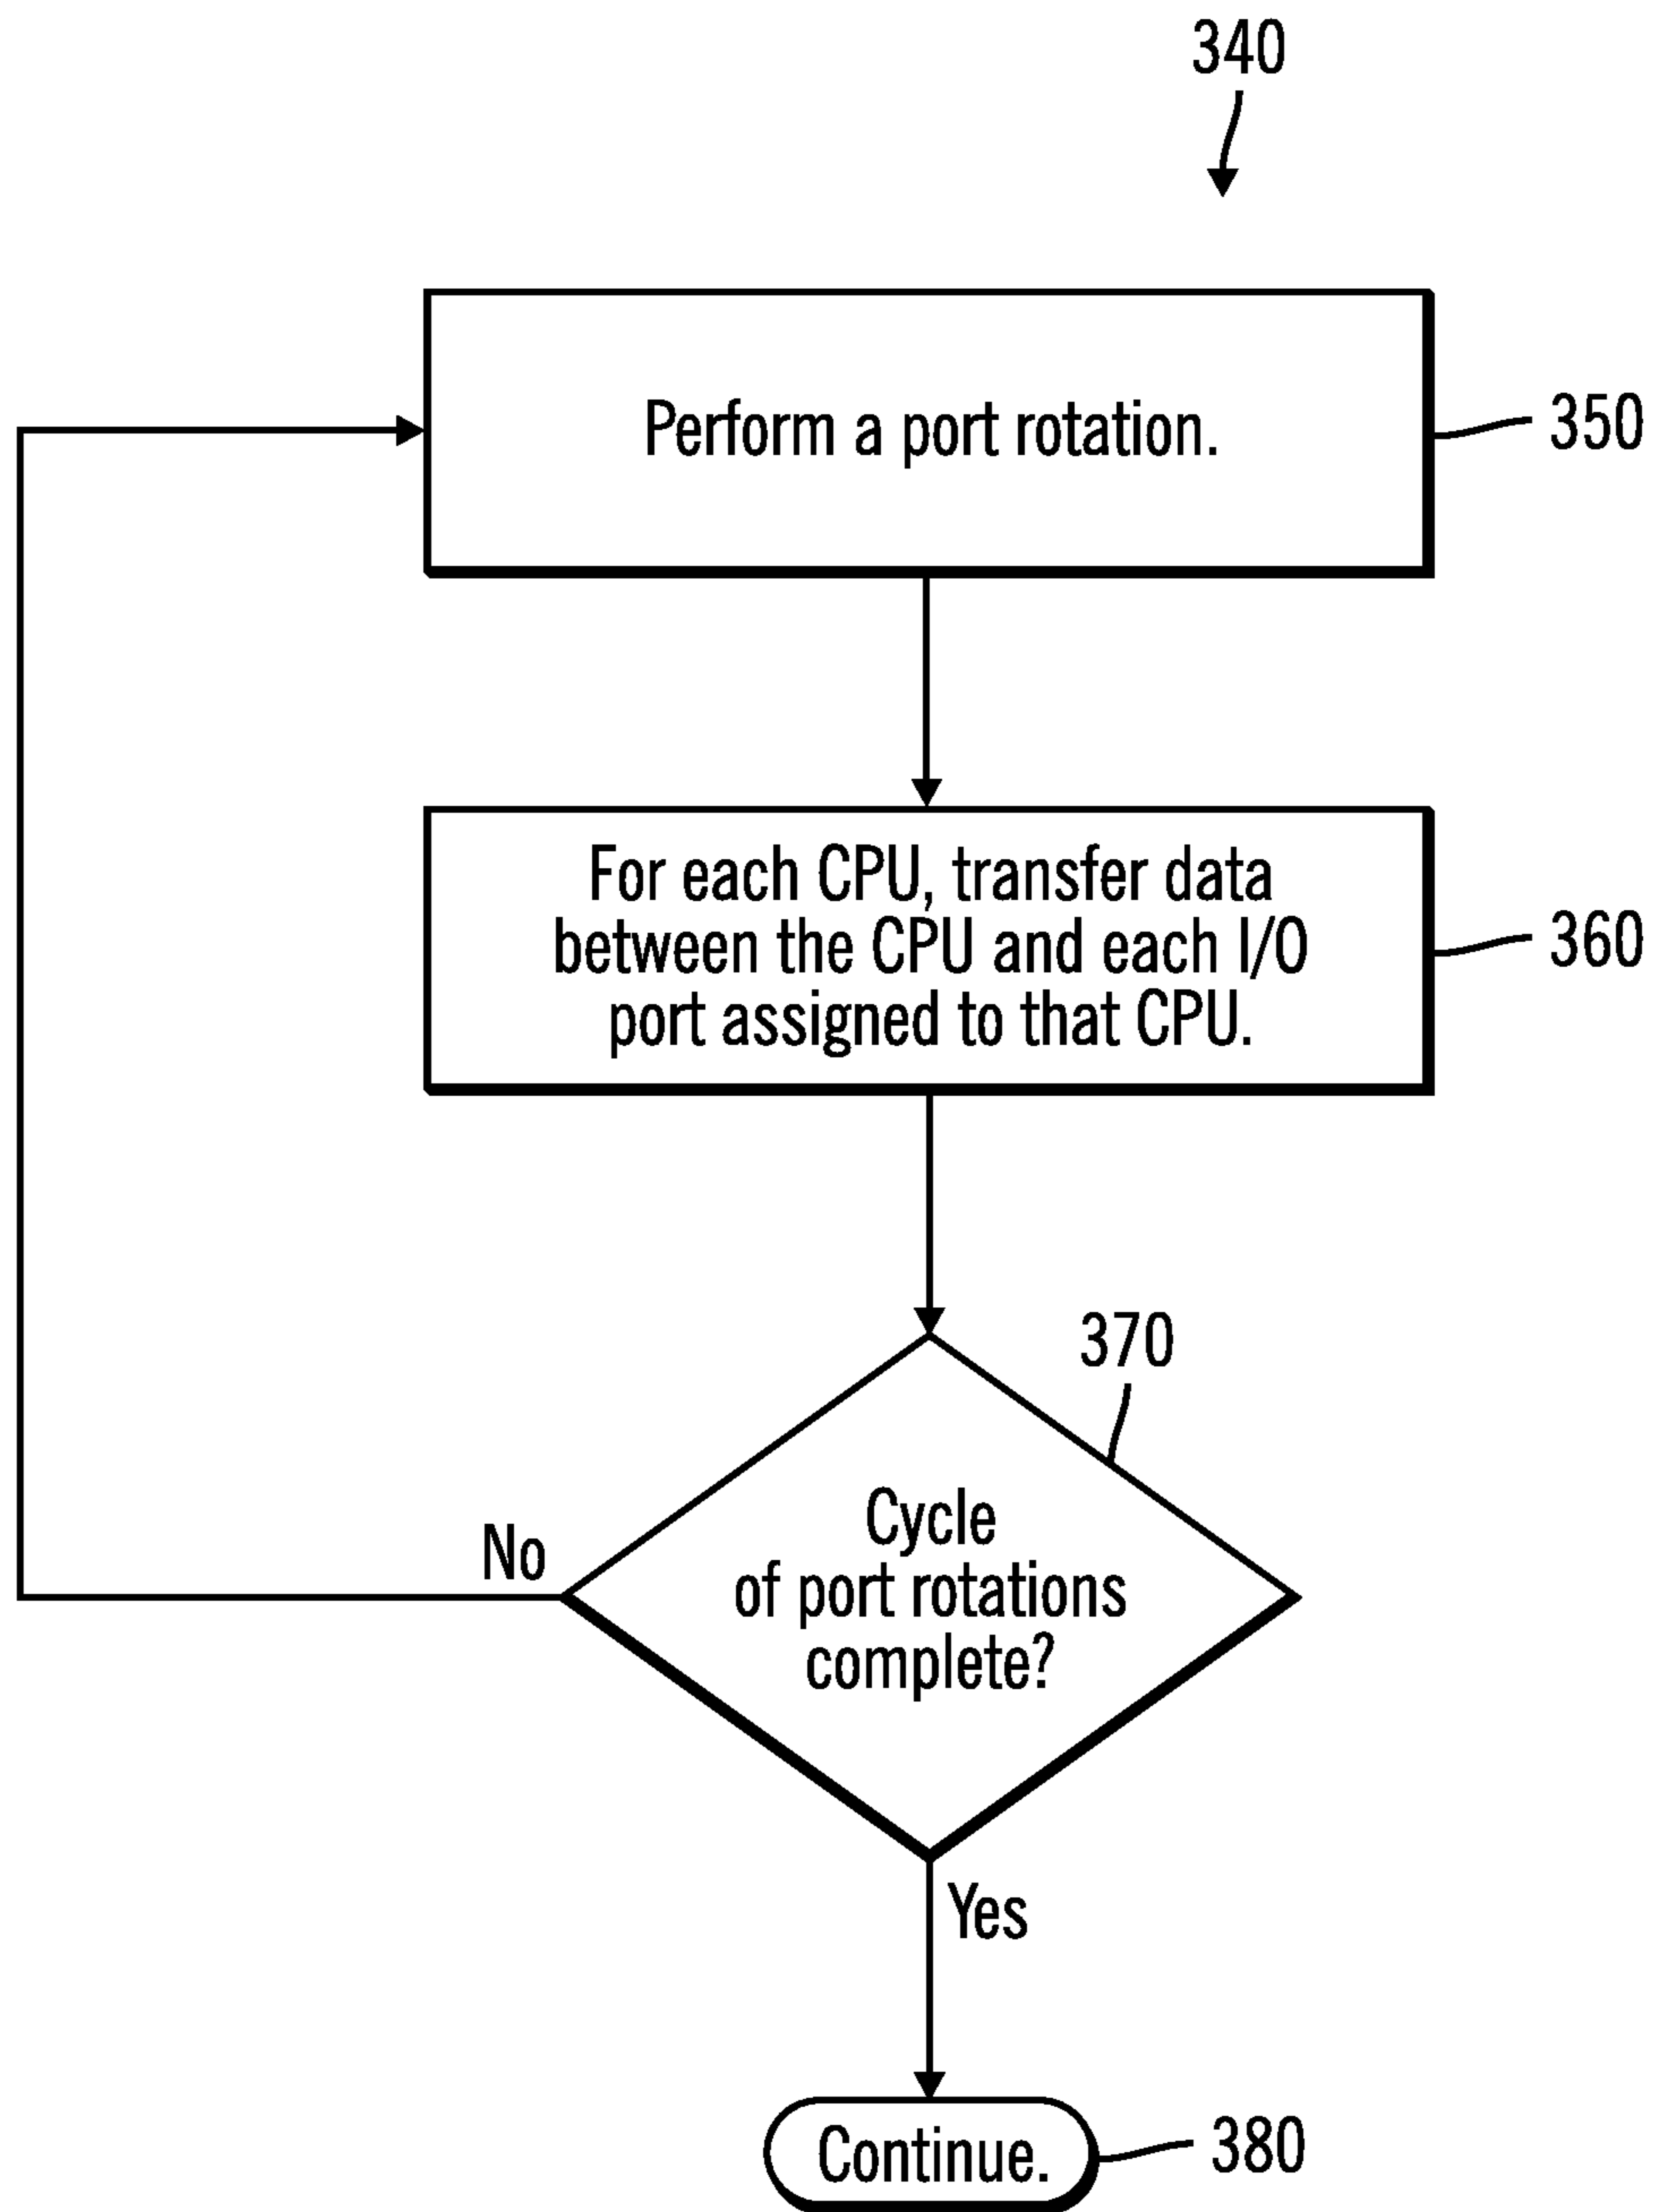 340
Perform a port rotation.
350
For each CPU, transfer data
between the CPU and each I/O
port assigned to that CPU.
360
370
Cycle
of port rotations
complete?
No
Yes
Continue.
380